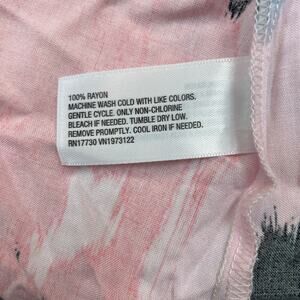 100% RAYON
MACHINE WASH COLD WITH LIKE COLORS.
GENTLE CYCLE. ONLY NON-CHLORINE
BLEACH IF NEEDED. TUMBLE DRY LOW.
REMOVE PROMPTLY. COOL IRON IF NEEDED.
RN17730 VN1973122